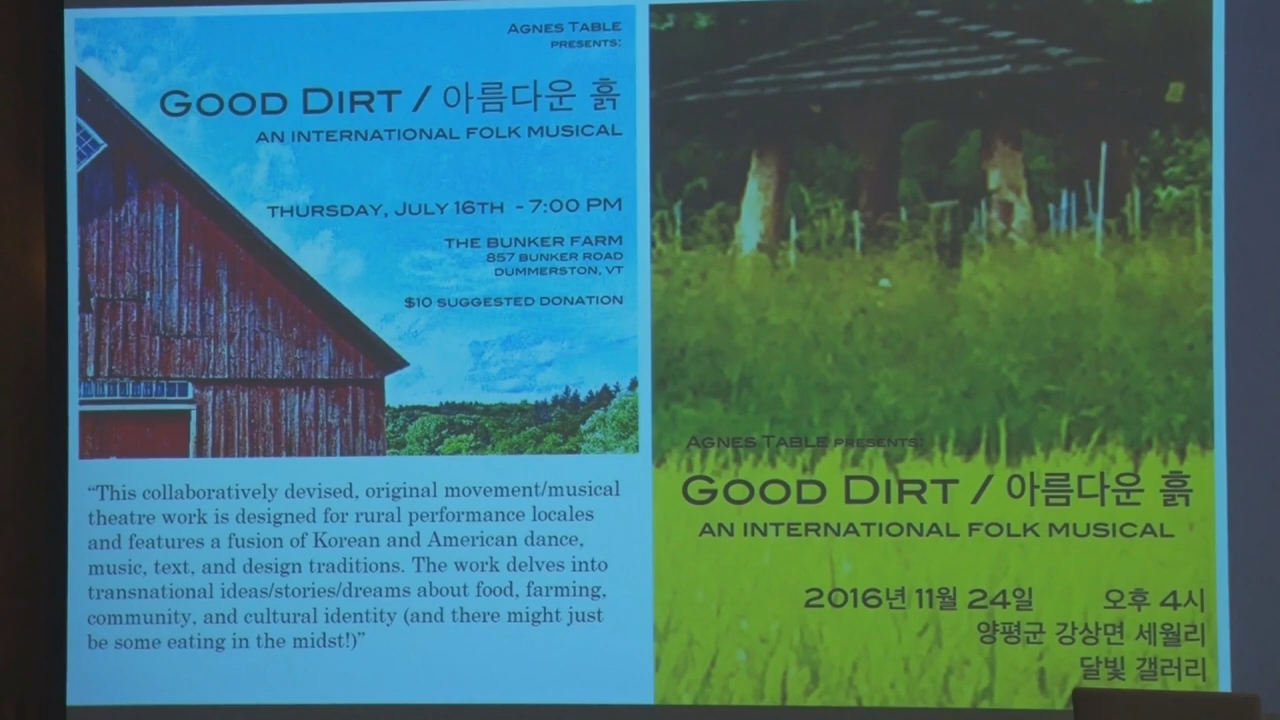 AGNES TABLE
PRESENTS:
GOOD DIRT / 아름다운 흙
AN INTERNATIONAL FOLK MUSICAL
THURSDAY, JULY 16TH - 7:00 PM
THE BUNKER FARM
857 BUNKER ROAD
DUMMERSTON, VT
$10 SUGGESTED DONATION
“This collaboratively devised, original movement/musical
theatre work is designed for rural performance locales
and features a fusion of Korean and American dance,
music, text, and design traditions. The work delves into
transnational ideas/stories/dreams about food, farming,
community, and cultural identity (and there might just
be some eating in the midst!)”
AGNES TABLE PRESENTS:
GOOD DIRT / 아름다운 흙
AN INTERNATIONAL FOLK MUSICAL
2016년 11월 24일 오후 4시
양평군 강상면 세월리
달빛 갤러리